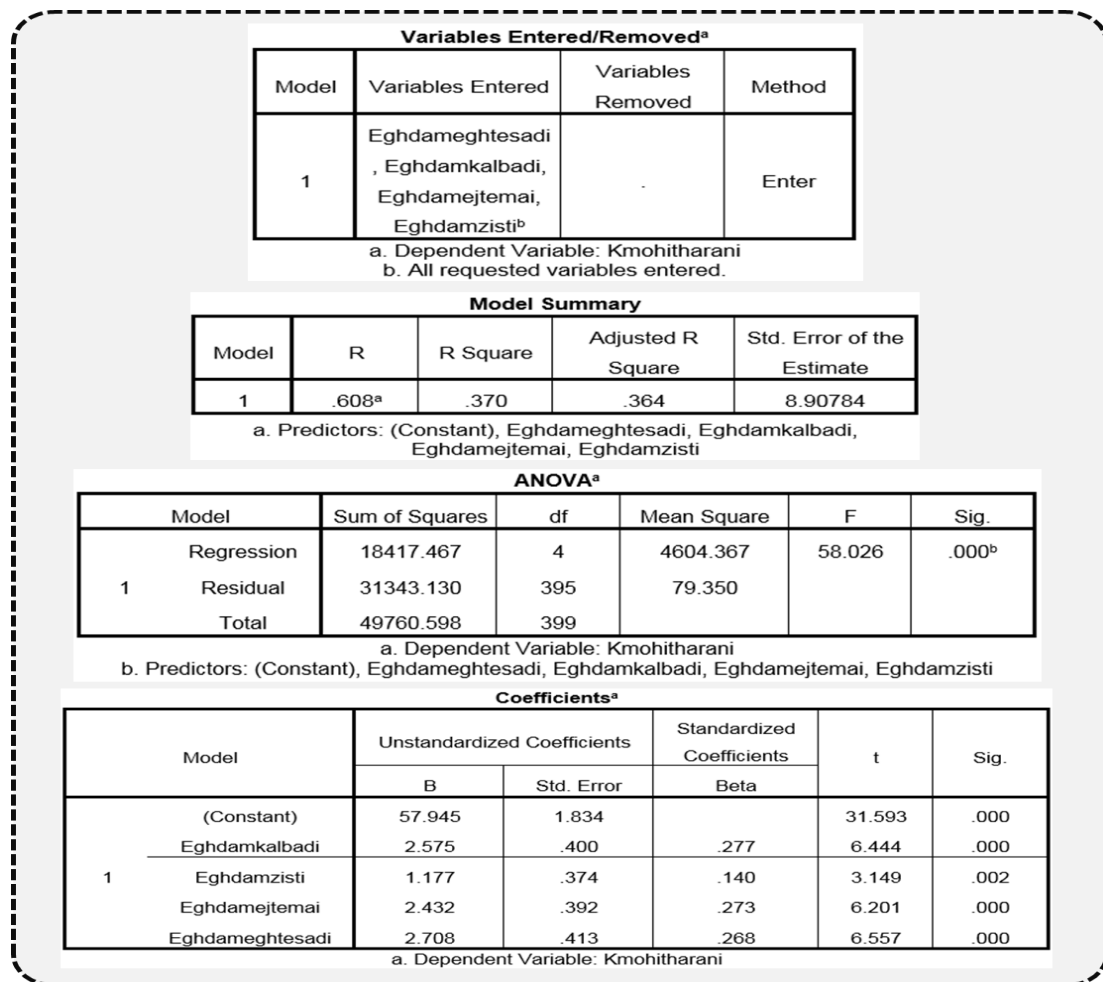 Variables Entered/Removedᵃ
Model Variables Entered Variables Removed Method
1 Eghdameghtesadi , Eghdamkalbadi, Eghdamejtemai, Eghdamzistiᵇ . Enter
a. Dependent Variable: Kmohitharani
b. All requested variables entered.
Model Summary
Model R R Square Adjusted R Square Std. Error of the Estimate
1 .608ᵃ .370 .364 8.90784
a. Predictors: (Constant), Eghdameghtesadi, Eghdamkalbadi,
Eghdamejtemai, Eghdamzisti
ANOVAᵃ
Model Sum of Squares df Mean Square F Sig.
1 Regression 18417.467 4 4604.367 58.026 .000ᵇ
Residual 31343.130 395 79.350
Total 49760.598 399
a. Dependent Variable: Kmohitharani
b. Predictors: (Constant), Eghdameghtesadi, Eghdamkalbadi, Eghdamejtemai, Eghdamzisti
Coefficientsᵃ
Model Unstandardized Coefficients Standardized Coefficients t Sig.
B Std. Error Beta
1 (Constant) 57.945 1.834 31.593 .000
Eghdamkalbadi 2.575 .400 .277 6.444 .000
Eghdamzisti 1.177 .374 .140 3.149 .002
Eghdamejtemai 2.432 .392 .273 6.201 .000
Eghdameghtesadi 2.708 .413 .268 6.557 .000
a. Dependent Variable: Kmohitharani